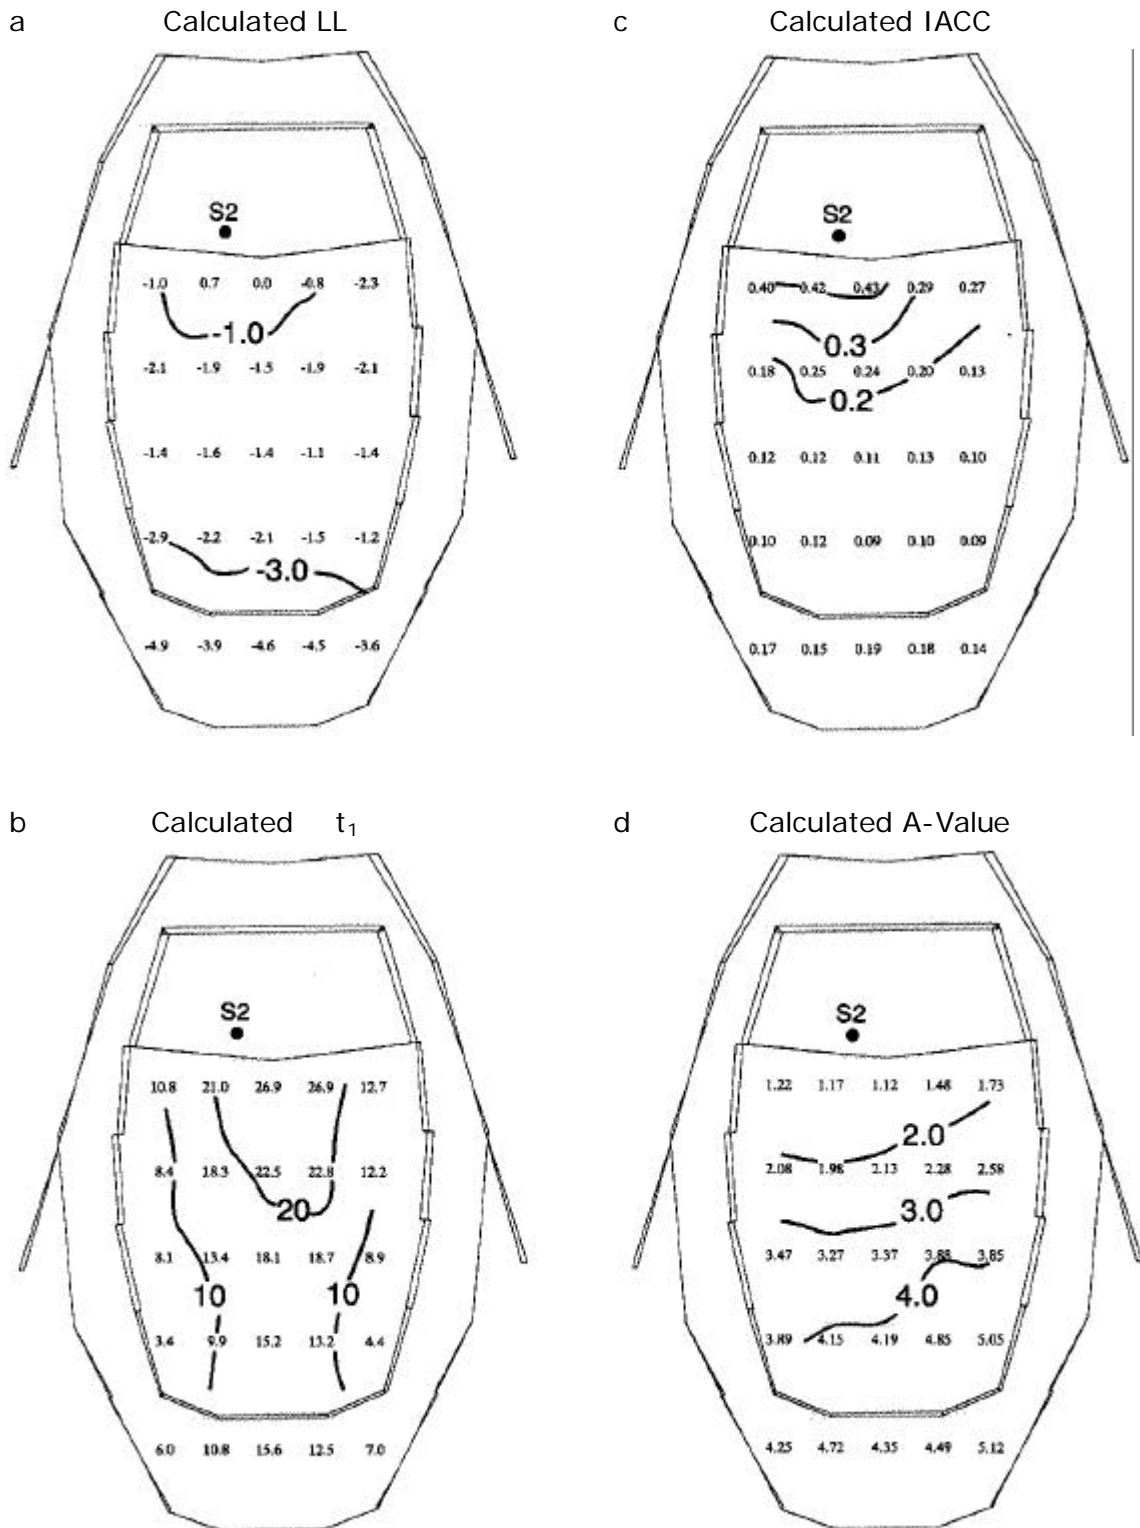 a Calculated LL
S2
-1.0 0.7 0.0 -0.8 -2.3
-1.0
-2.1 -1.9 -1.5 -1.9 -2.1
-1.4 -1.6 -1.4 -1.1 -1.4
-2.9 -2.2 -2.1 -1.5 -1.2
-3.0
-4.9 -3.9 -4.6 -4.5 -3.6
c Calculated IACC
S2
0.40 0.42 0.43 0.29 0.27
0.3
0.18 0.25 0.24 0.20 0.13
0.2
0.12 0.12 0.11 0.13 0.10
0.10 0.12 0.09 0.10 0.09
0.17 0.15 0.19 0.18 0.14
b Calculated t₁
S2
10.8 21.0 26.9 26.9 12.7
8.4 18.3 22.5 22.8 12.2
20
8.1 13.4 18.1 18.7 8.9
10 10
3.4 9.9 15.2 13.2 4.4
6.0 10.8 15.6 12.5 7.0
d Calculated A-Value
S2
1.22 1.17 1.12 1.48 1.73
2.0
2.08 1.98 2.13 2.28 2.58
3.0
3.47 3.27 3.37 3.88 3.85
4.0
3.89 4.15 4.19 4.85 5.05
4.25 4.72 4.35 4.49 5.12